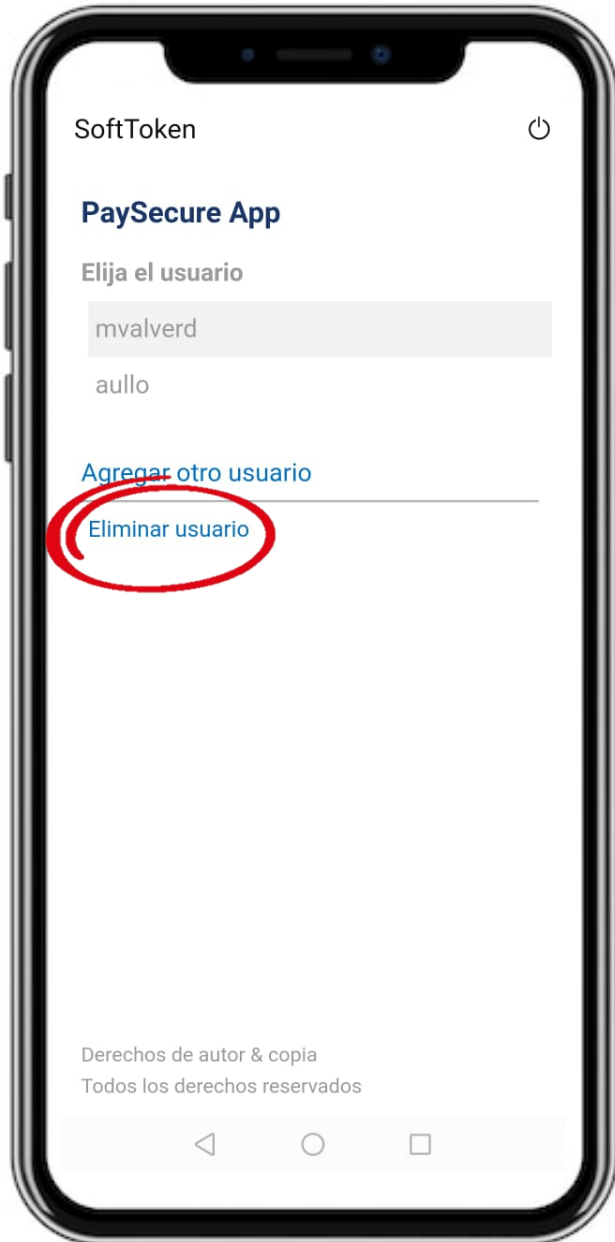 SoftToken
PaySecure App
Elija el usuario
mvalverd
aullo
Agregar otro usuario
Eliminar usuario
Derechos de autor & copia
Todos los derechos reservados